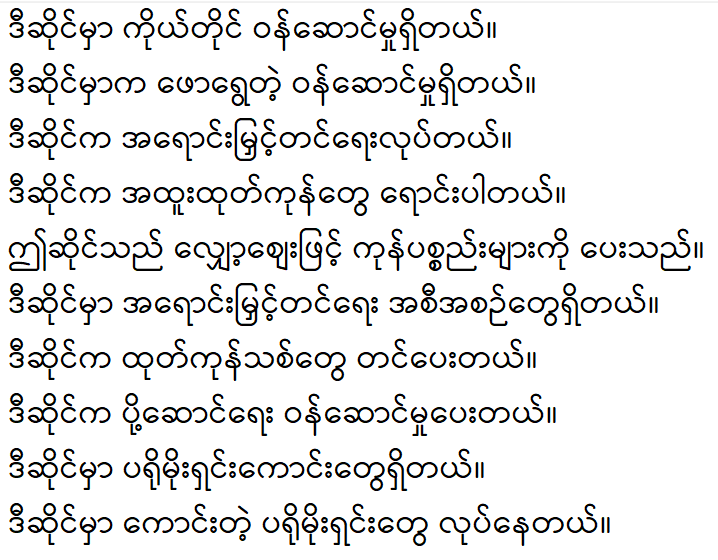 ဒီဆိုင်မှာ ကိုယ်တိုင် ဝန်ဆောင်မှုရှိတယ်။
ဒီဆိုင်မှာက ဖောရွှေတဲ့ ဝန်ဆောင်မှုရှိတယ်။
ဒီဆိုင်က အရောင်းမြှင့်တင်ရေးလုပ်တယ်။
ဒီဆိုင်က အထူးထုတ်ကုန်တွေ ရောင်းပါတယ်။
ဤဆိုင်သည် လျှော့ဈေးဖြင့် ကုန်ပစ္စည်းများကို ပေးသည်။
ဒီဆိုင်မှာ အရောင်းမြှင့်တင်ရေး အစီအစဉ်တွေရှိတယ်။
ဒီဆိုင်က ထုတ်ကုန်သစ်တွေ တင်ပေးတယ်။
ဒီဆိုင်က ပို့ဆောင်ရေး ဝန်ဆောင်မှုပေးတယ်။
ဒီဆိုင်မှာ ပရိုမိုးရှင်းကောင်းတွေရှိတယ်။
ဒီဆိုင်မှာ ကောင်းတဲ့ ပရိုမိုးရှင်းတွေ လုပ်နေတယ်။